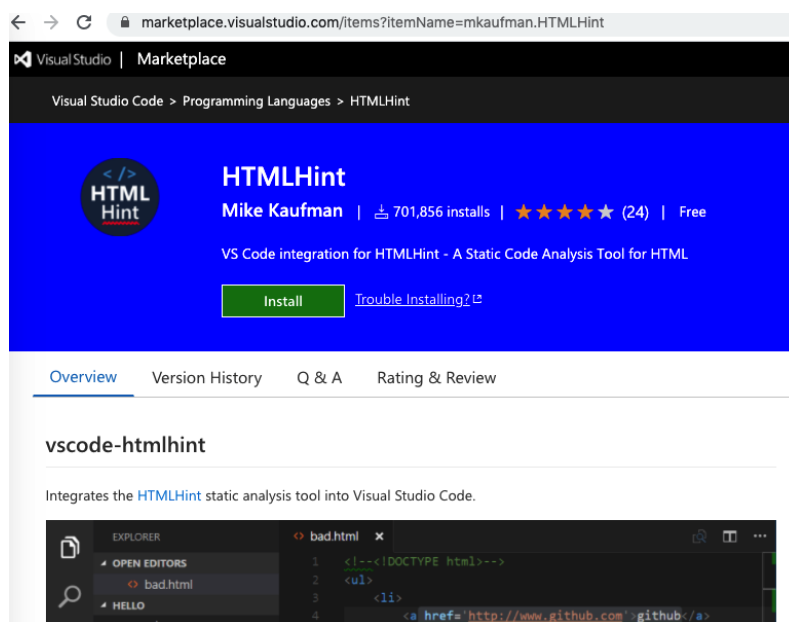 marketplace.visualstudio.com/items?itemName=mkaufman.HTMLHint
Visual Studio | Marketplace
Visual Studio Code > Programming Languages > HTMLHint
</>
HTML
Hint
HTMLHint
Mike Kaufman | 701,856 installs | (24) | Free
VS Code integration for HTMLHint - A Static Code Analysis Tool for HTML
Install Trouble Installing?
Overview Version History Q & A Rating & Review
vscode-htmlhint
Integrates the HTMLHint static analysis tool into Visual Studio Code.
EXPLORER <> bad.html ×
OPEN EDITORS 1 <!--<!DOCTYPE html>-->
<> bad.html 2 <ul>
3 <li>
HELLO
4 <a href='http://www.github.com'>github</a>